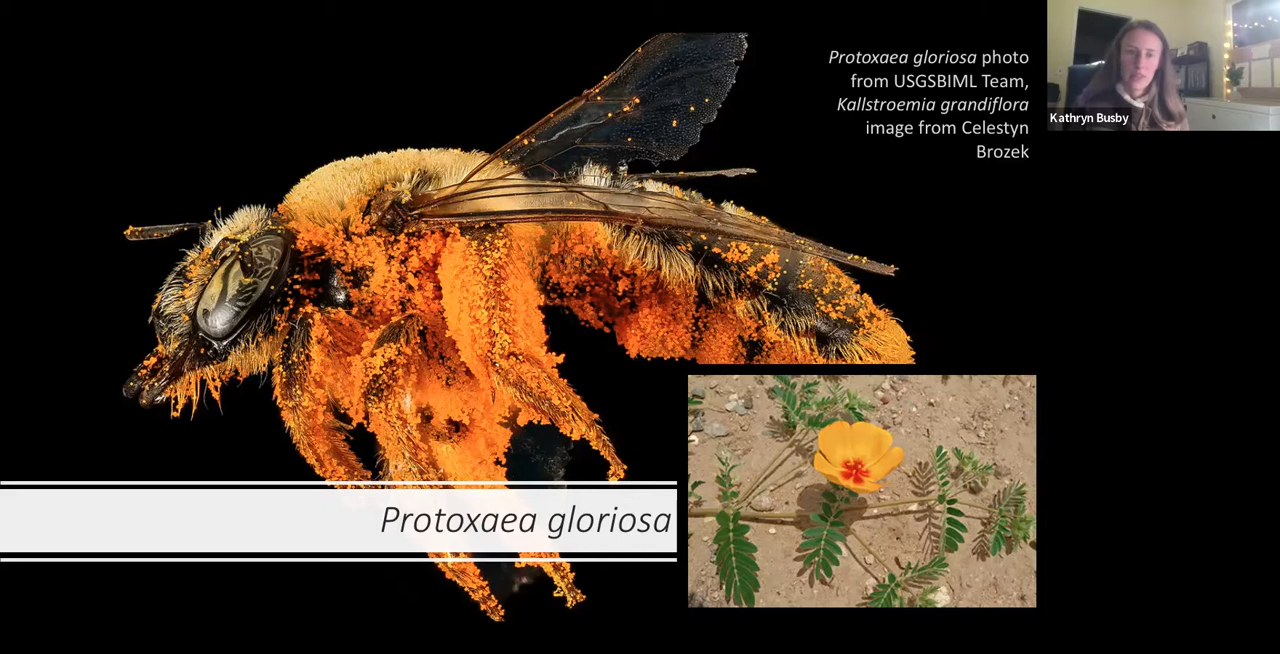 Protoxaea gloriosa photo
from USGSBIML Team,
Kallstroemia grandiflora
image from Celestyn
Brozek
Kathryn Busby
Protoxaea gloriosa